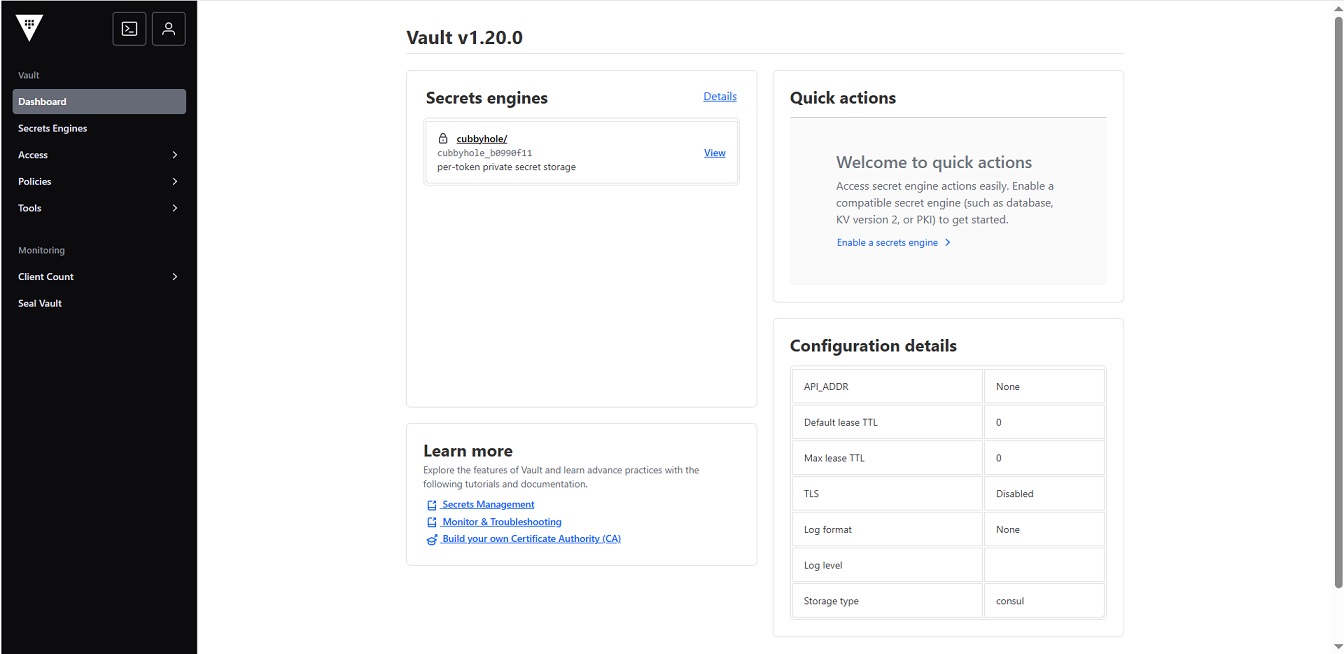 Vault v1.20.0
Vault
Dashboard
Secrets Engines
Access
Policies
Tools
Monitoring
Client Count
Seal Vault
Secrets engines
Details
cubbyhole/
cubbyhole_b0990f11
per-token private secret storage
View
Learn more
Explore the features of Vault and learn advance practices with the
following tutorials and documentation.
Secrets Management
Monitor & Troubleshooting
Build your own Certificate Authority (CA)
Quick actions
Welcome to quick actions
Access secret engine actions easily. Enable a
compatible secret engine (such as database,
KV version 2, or PKI) to get started.
Enable a secrets engine
Configuration details
API_ADDR None
Default lease TTL 0
Max lease TTL 0
TLS Disabled
Log format None
Log level
Storage type consul